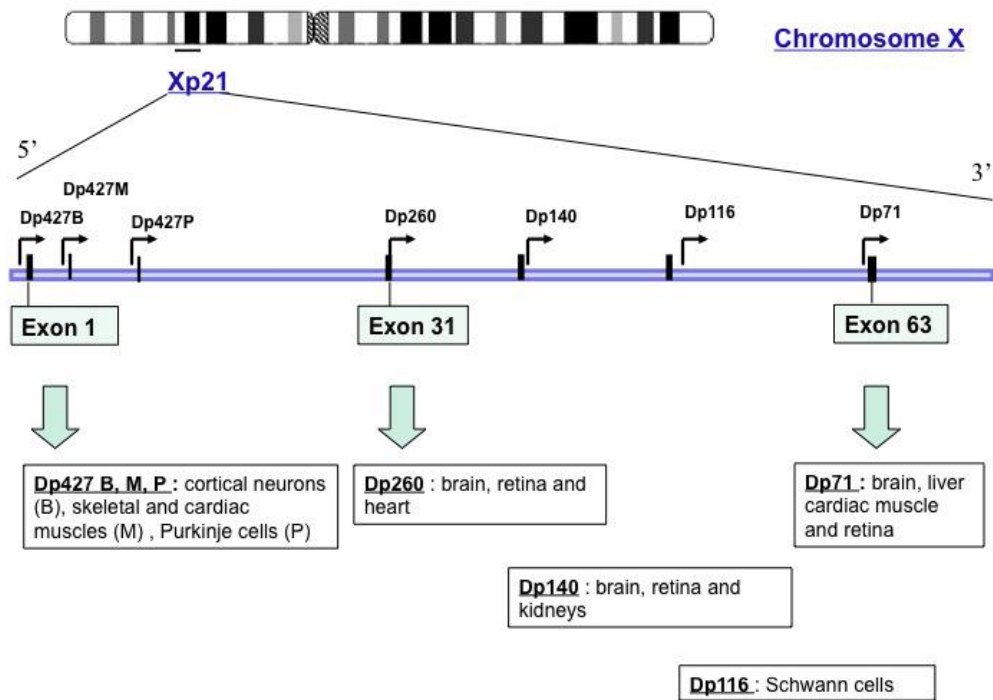 Chromosome X
Xp21
5’
3’
Dp427M
Dp427B
Dp427P
Dp260
Dp140
Dp116
Dp71
Exon 1
Exon 31
Exon 63
Dp427 B, M, P : cortical neurons
(B), skeletal and cardiac
muscles (M) , Purkinje cells (P)
Dp260 : brain, retina and
heart
Dp71 : brain, liver
cardiac muscle
and retina
Dp140 : brain, retina and
kidneys
Dp116 : Schwann cells